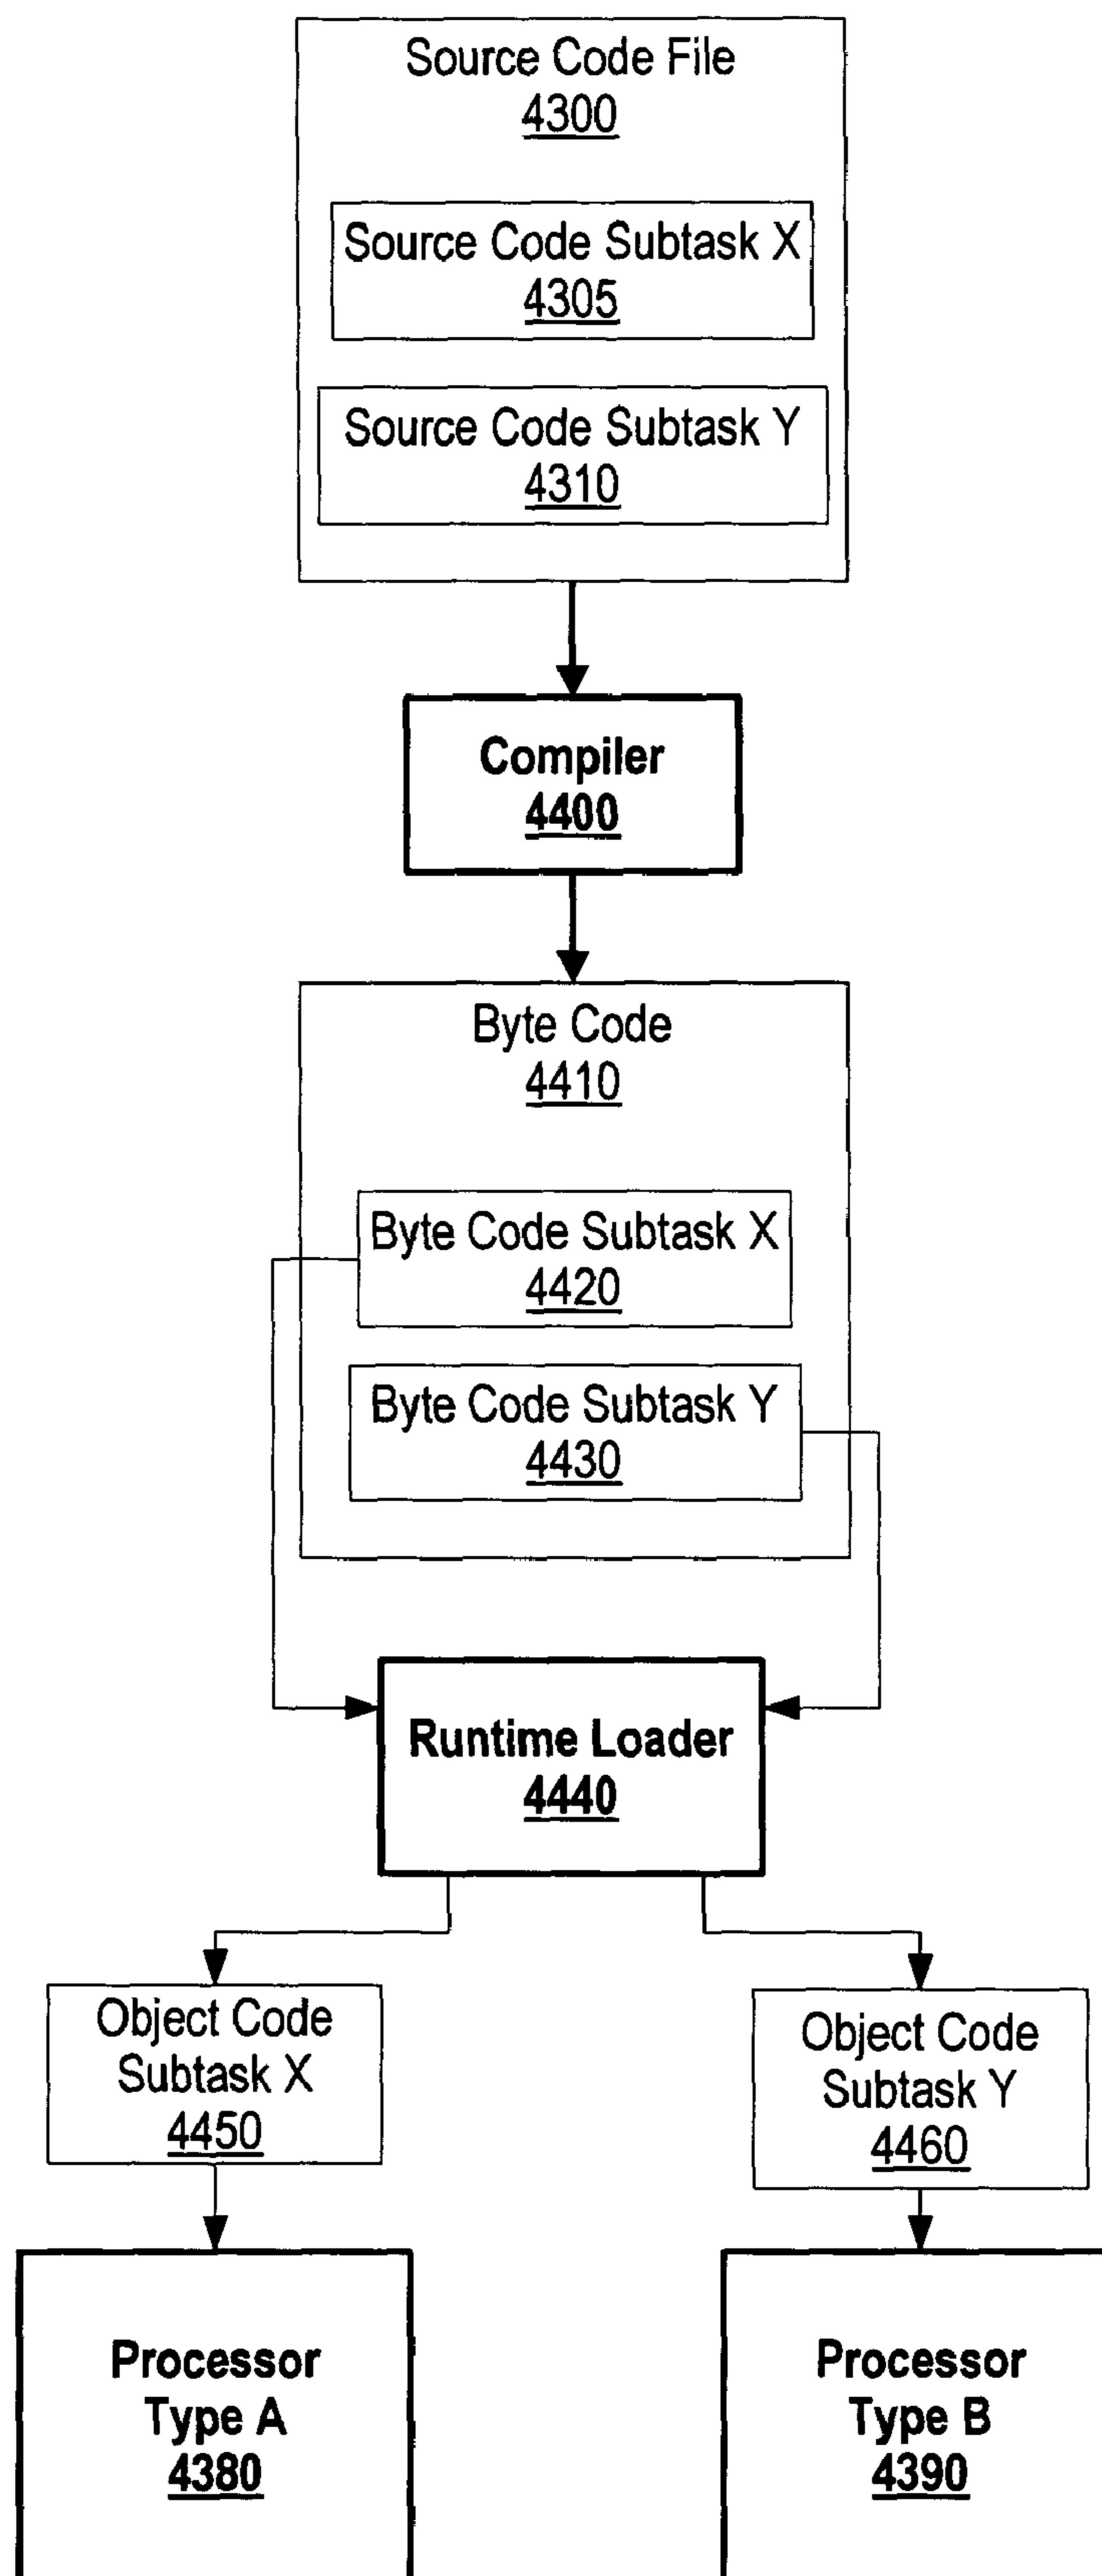 Source Code File
4300
Source Code Subtask X
4305
Source Code Subtask Y
4310
Compiler
4400
Byte Code
4410
Byte Code Subtask X
4420
Byte Code Subtask Y
4430
Runtime Loader
4440
Object Code
Subtask X
4450
Object Code
Subtask Y
4460
Processor
Type A
4380
Processor
Type B
4390